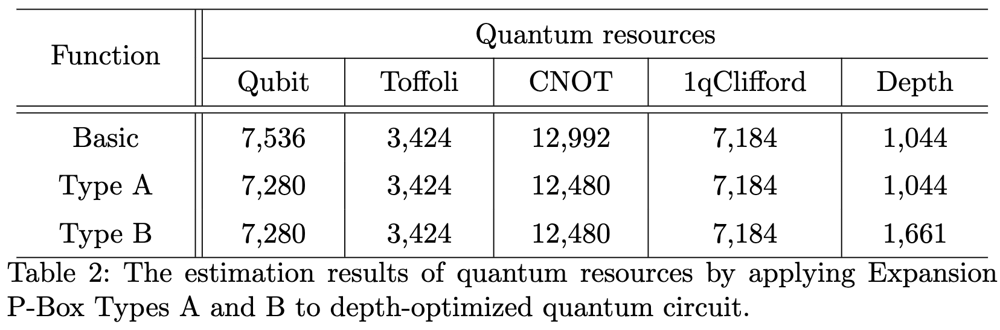 Function Quantum resources
Qubit Toffoli CNOT 1qClifford Depth
Basic 7,536 3,424 12,992 7,184 1,044
Type A 7,280 3,424 12,480 7,184 1,044
Type B 7,280 3,424 12,480 7,184 1,661
Table 2: The estimation results of quantum resources by applying Expansion
P-Box Types A and B to depth-optimized quantum circuit.